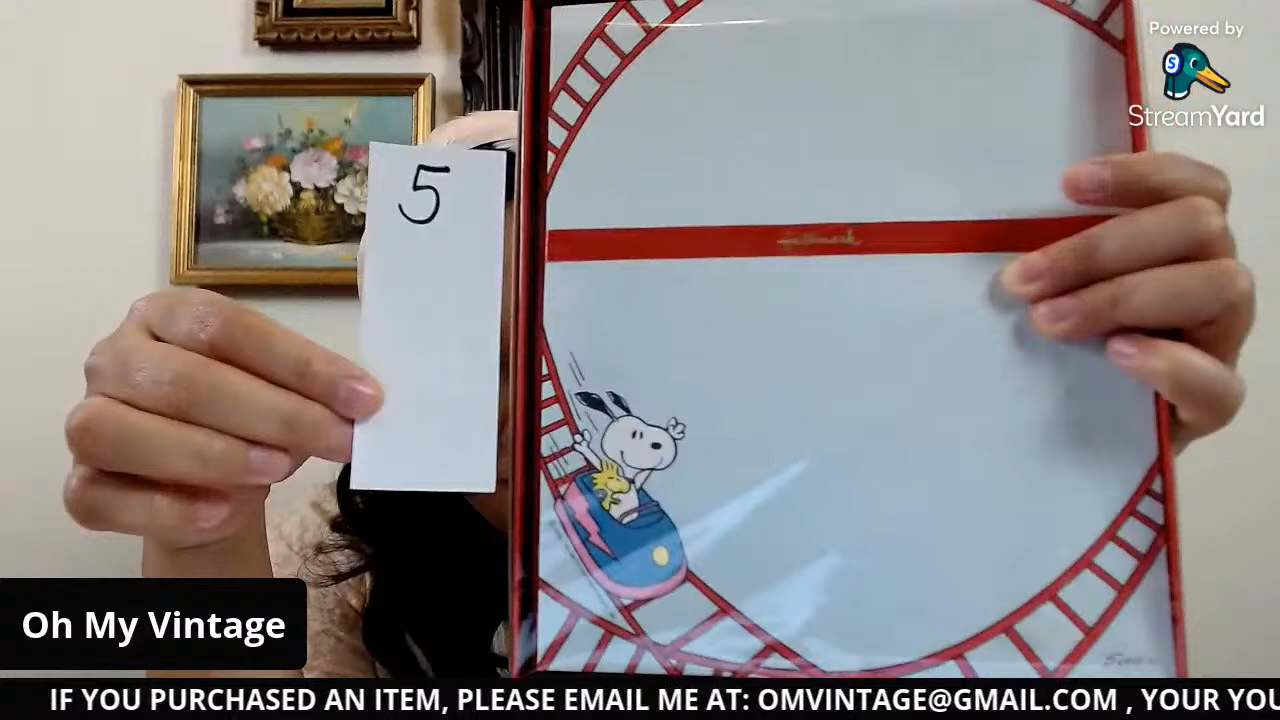 Powered by
StreamYard
5
Hallmark
Oh My Vintage
IF YOU PURCHASED AN ITEM, PLEASE EMAIL ME AT: OMVINTAGE@GMAIL.COM , YOUR YOU